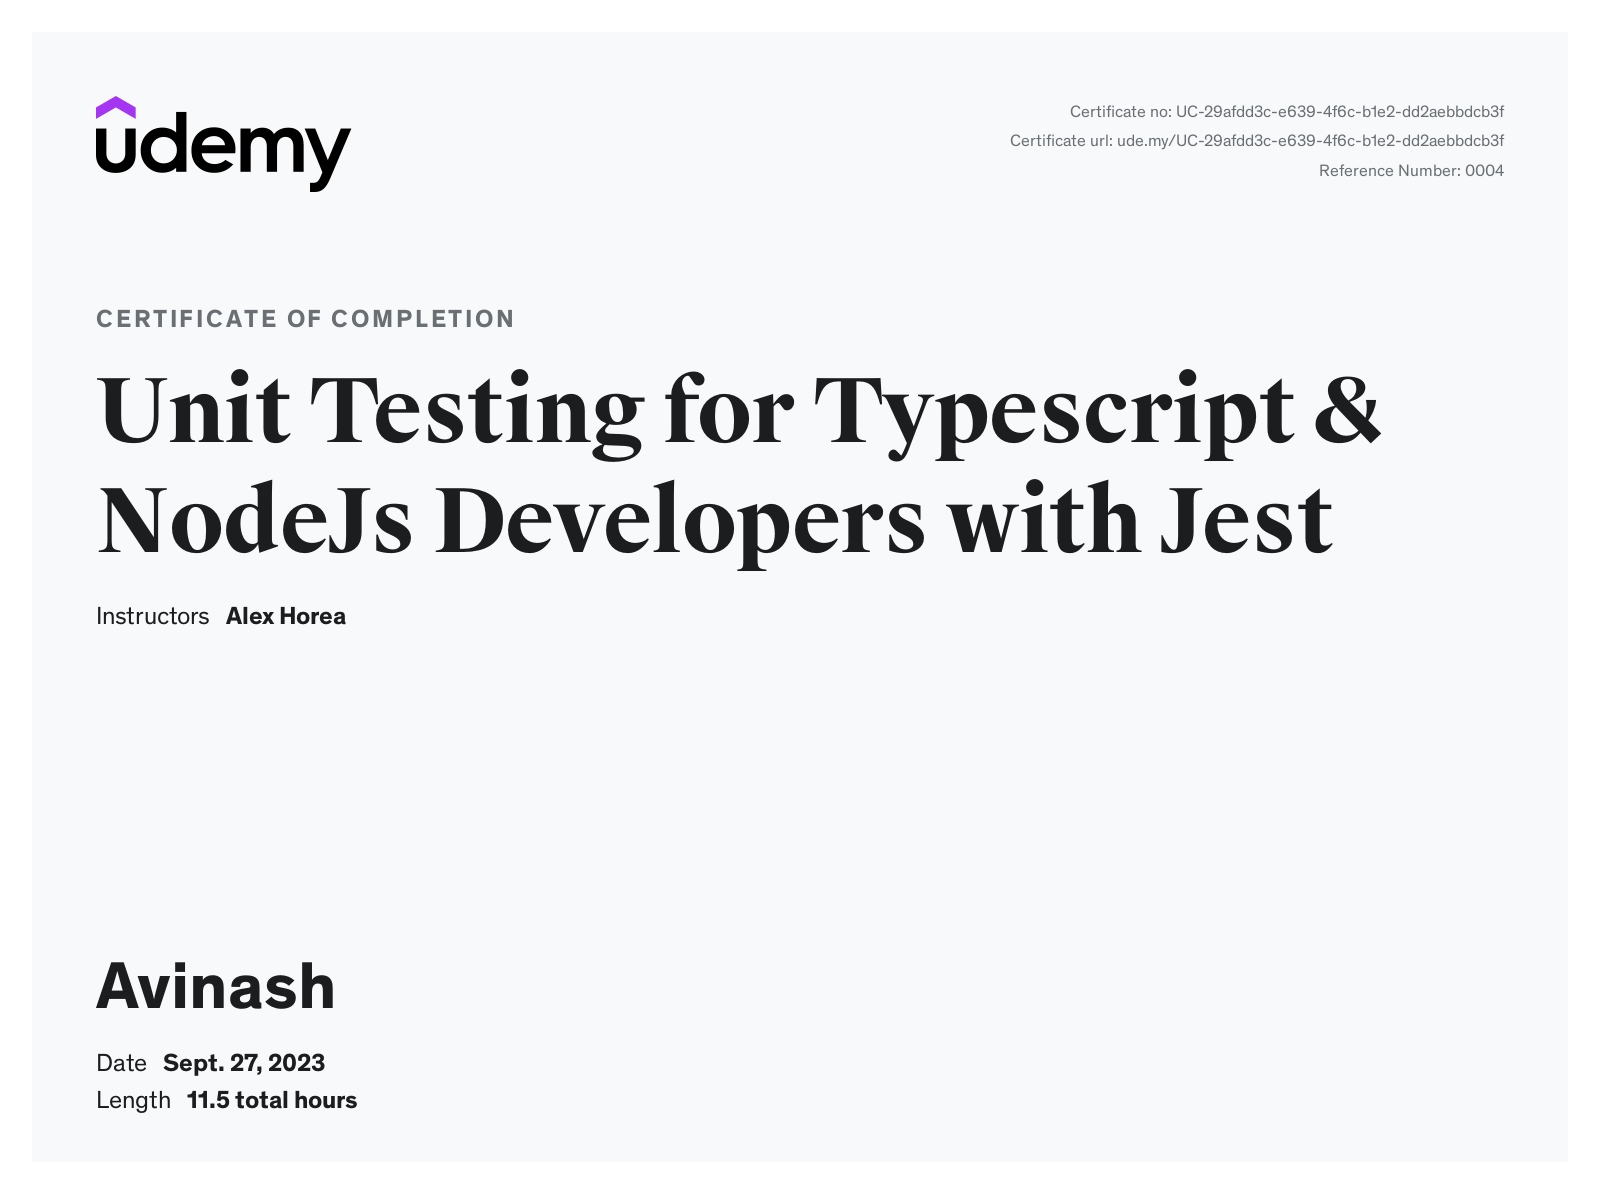 udemy
Certificate no: UC-29afdd3c-e639-4f6c-b1e2-dd2aebbdcb3f
Certificate url: ude.my/UC-29afdd3c-e639-4f6c-b1e2-dd2aebbdcb3f
Reference Number: 0004
CERTIFICATE OF COMPLETION
Unit Testing for Typescript &
NodeJs Developers with Jest
Instructors Alex Horea
Avinash
Date Sept. 27, 2023
Length 11.5 total hours